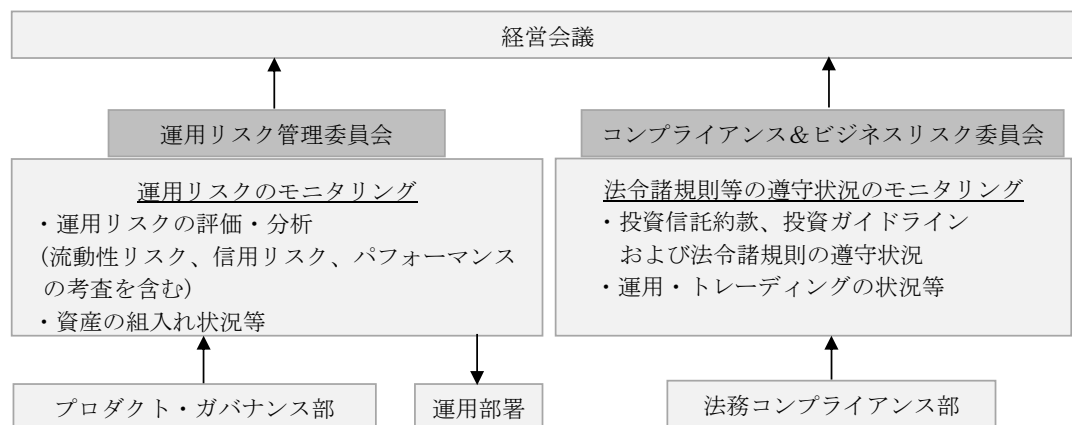 経営会議
運用リスク管理委員会
運用リスクのモニタリング
・運用リスクの評価・分析
(流動性リスク、信用リスク、パフォーマンス
の考査を含む)
・資産の組入れ状況等
コンプライアンス＆ビジネスリスク委員会
法令諸規則等の遵守状況のモニタリング
・投資信託約款、投資ガイドライン
および法令諸規則の遵守状況
・運用・トレーディングの状況等
プロダクト・ガバナンス部
運用部署
法務コンプライアンス部